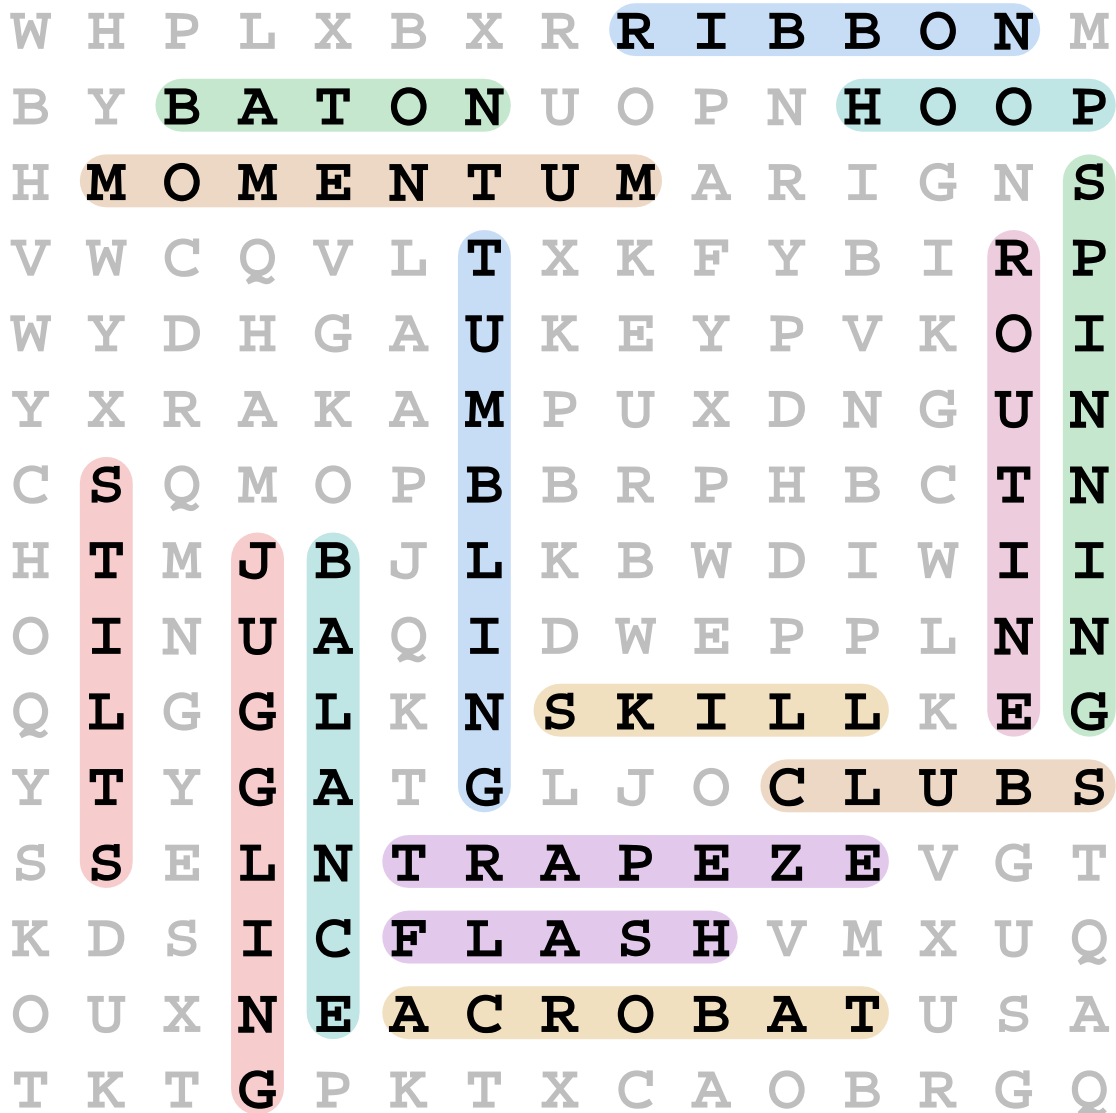 W H P L X B X R R I B B O N M
B Y B A T O N U O P N H O O P
H M O M E N T U M A R I G N S
V W C Q V L T X K F Y B I R P
W Y D H G A U K E Y P V K O I
Y X R A K A M P U X D N G U N
C S Q M O P B B R P H B C T N
H T M J B J L K B W D I W I I
O I N U A Q I D W E P P L N N
Q L G G L K N S K I L L K E G
Y T Y G A T G L J O C L U B S
S S E L N T R A P E Z E V G T
K D S I C F L A S H V M X U Q
O U X N E A C R O B A T U S A
T K T G P K T X C A O B R G Q